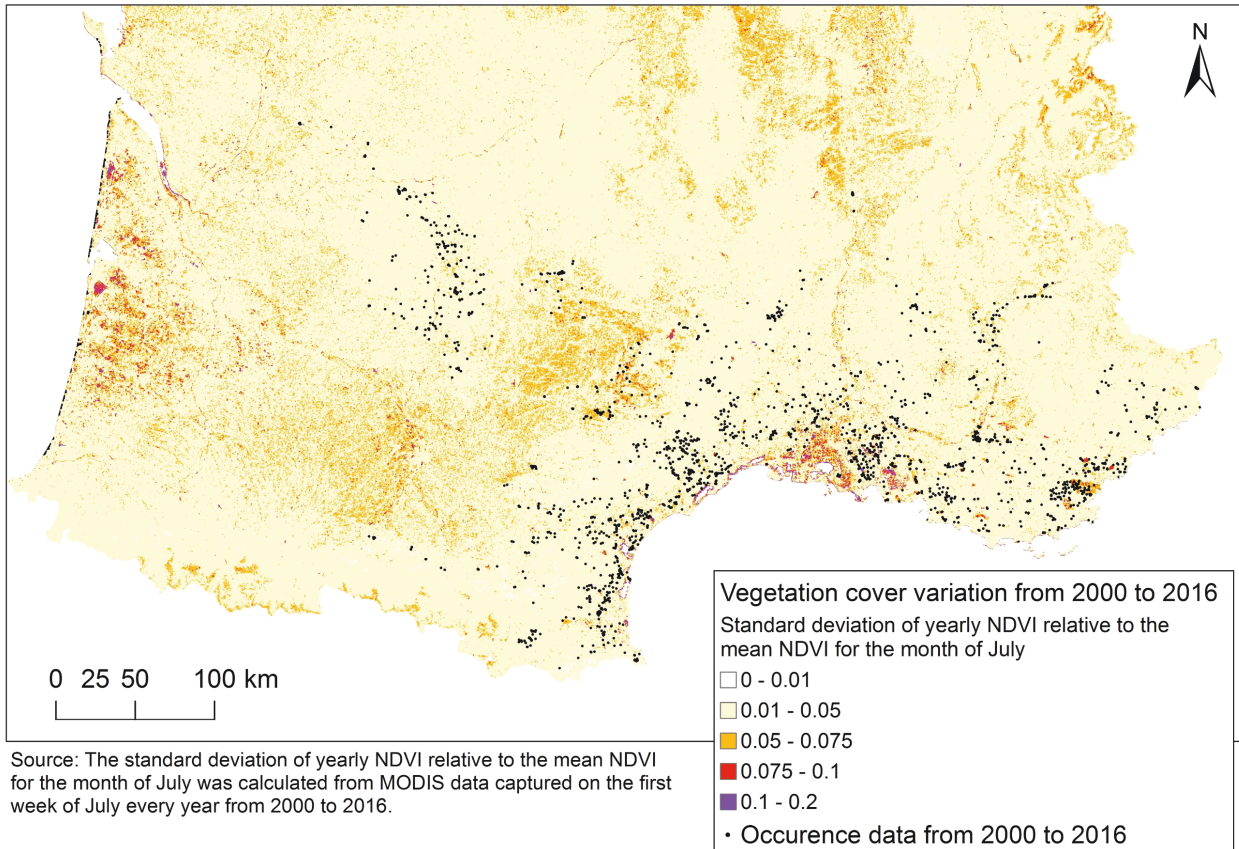 N
0 25 50 100 km
Vegetation cover variation from 2000 to 2016
Standard deviation of yearly NDVI relative to the
mean NDVI for the month of July
0 - 0.01
0.01 - 0.05
0.05 - 0.075
0.075 - 0.1
0.1 - 0.2
Occurence data from 2000 to 2016
Source: The standard deviation of yearly NDVI relative to the mean NDVI
for the month of July was calculated from MODIS data captured on the first
week of July every year from 2000 to 2016.